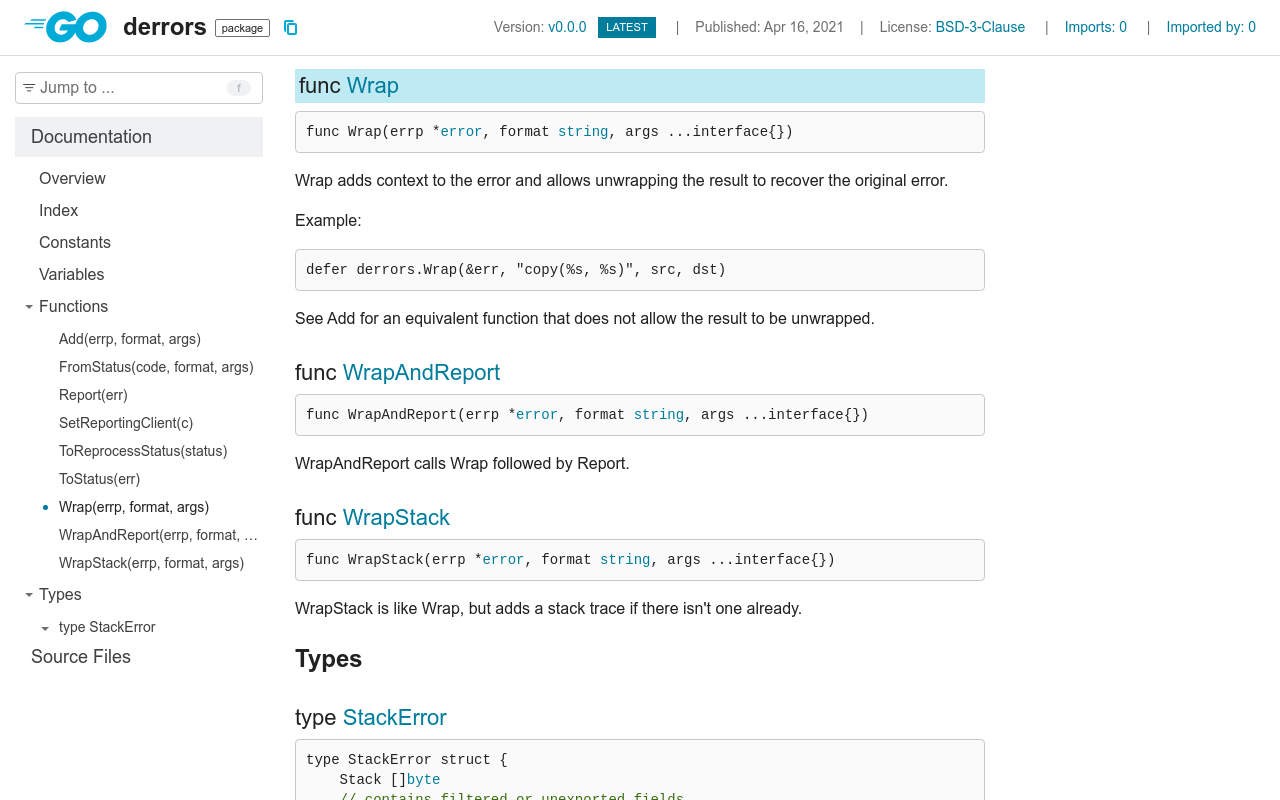 GO derrors package Version: v0.0.0 LATEST | Published: Apr 16, 2021 | License: BSD-3-Clause | Imports: 0 | Imported by: 0
Jump to ... f
Documentation
Overview
Index
Constants
Variables
Functions
Add(errp, format, args)
FromStatus(code, format, args)
Report(err)
SetReportingClient(c)
ToReprocessStatus(status)
ToStatus(err)
Wrap(errp, format, args)
WrapAndReport(errp, format, ...
WrapStack(errp, format, args)
Types
type StackError
Source Files
func Wrap
func Wrap(errp *error, format string, args ...interface{})
Wrap adds context to the error and allows unwrapping the result to recover the original error.
Example:
defer derrors.Wrap(&err, "copy(%s, %s)", src, dst)
See Add for an equivalent function that does not allow the result to be unwrapped.
func WrapAndReport
func WrapAndReport(errp *error, format string, args ...interface{})
WrapAndReport calls Wrap followed by Report.
func WrapStack
func WrapStack(errp *error, format string, args ...interface{})
WrapStack is like Wrap, but adds a stack trace if there isn't one already.
Types
type StackError
type StackError struct {
Stack []byte
// contains filtered or unexported fields